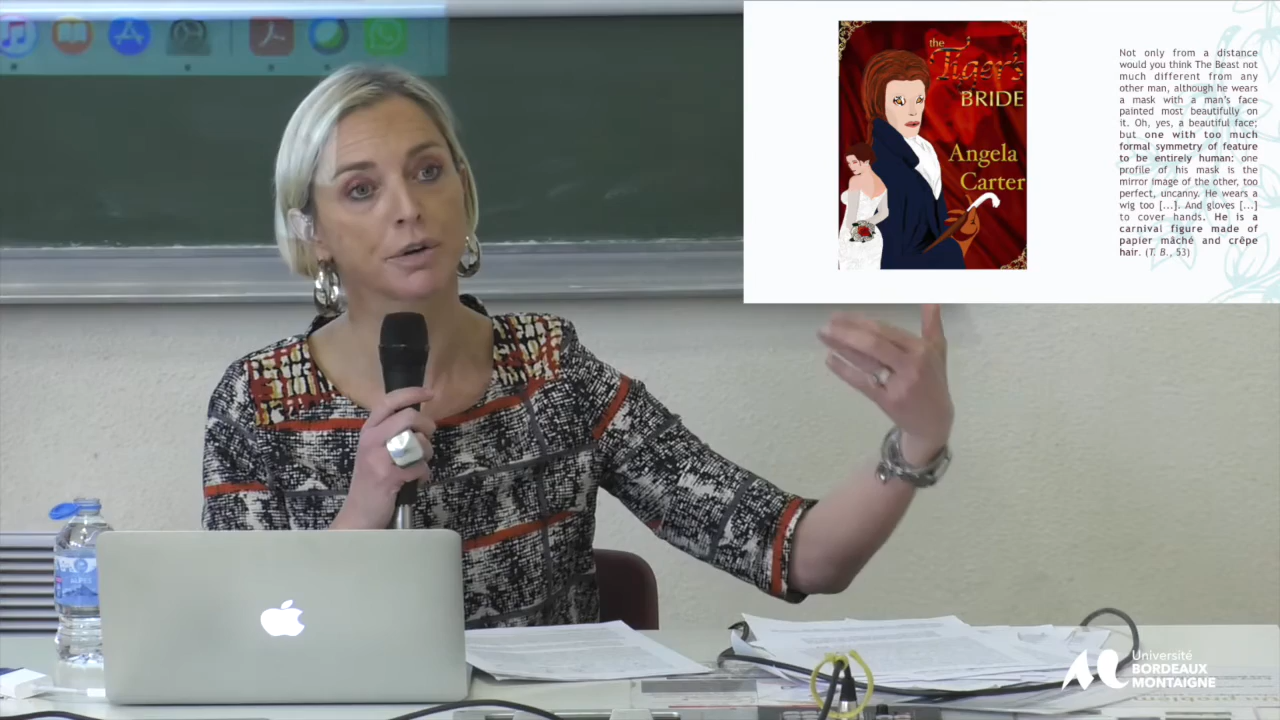 the
Tiger's
BRIDE
Angela
Carter
Not only from a distance
would you think The Beast not
much different from any
other man, although he wears
a mask with a man's face
painted most beautifully on
it. Oh, yes, a beautiful face;
but one with too much
formal symmetry of feature
to be entirely human: one
profile of his mask is the
mirror image of the other, too
perfect, uncanny. He wears a
wig too [...]. And gloves [...]
to cover hands. He is a
carnival figure made of
papier mâché and crêpe
hair. (T. B., 53)
Université
BORDEAUX
MONTAIGNE